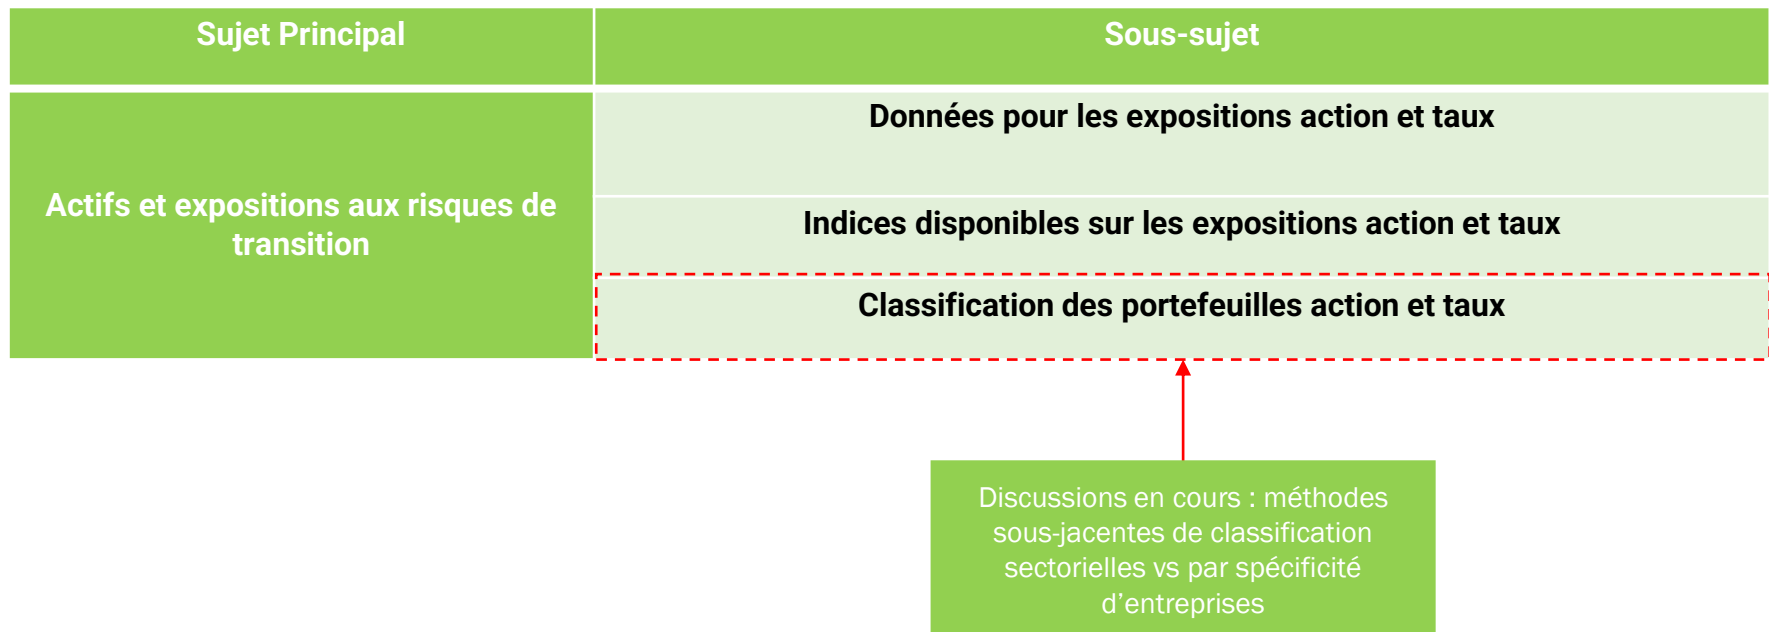 Sujet Principal
Sous-sujet
Actifs et expositions aux risques de
transition
Données pour les expositions action et taux
Indices disponibles sur les expositions action et taux
Classification des portefeuilles action et taux
Discussions en cours : méthodes
sous-jacentes de classification
sectorielles vs par spécificité
d’entreprises